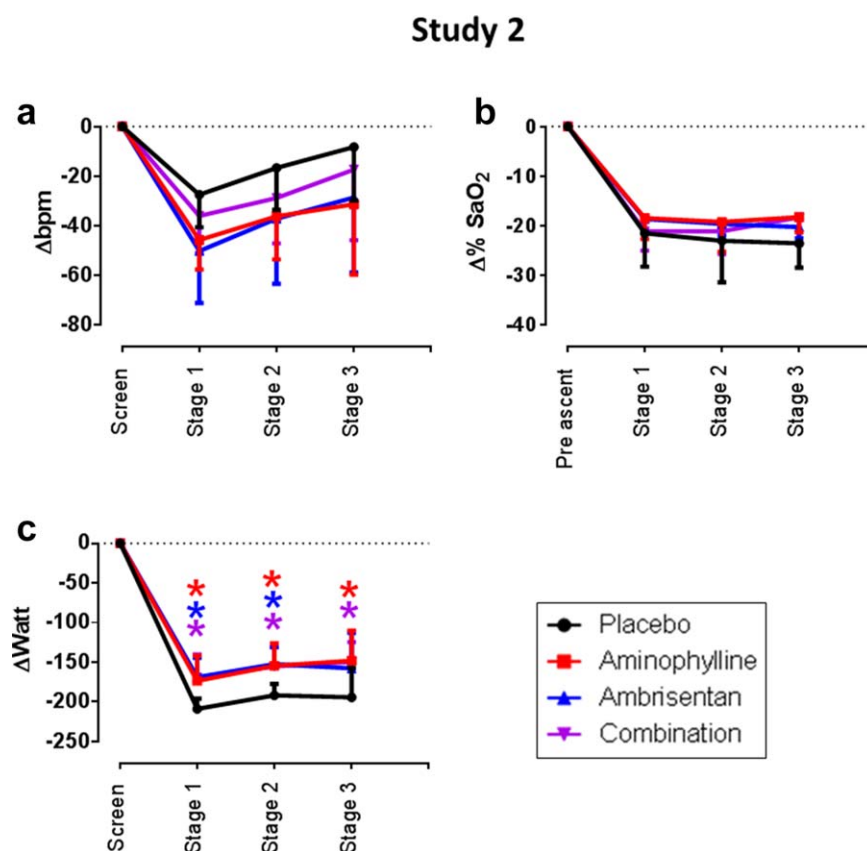 Study 2
a
0
-20
-40
-60
-80
Δbpm
Screen
Stage 1
Stage 2
Stage 3
b
0
-10
-20
-30
-40
Δ% SaO₂
Pre ascent
Stage 1
Stage 2
Stage 3
c
0
-50
-100
-150
-200
-250
ΔWatt
* * *
* *
* * *
Screen
Stage 1
Stage 2
Stage 3
Placebo
Aminophylline
Ambrisentan
Combination